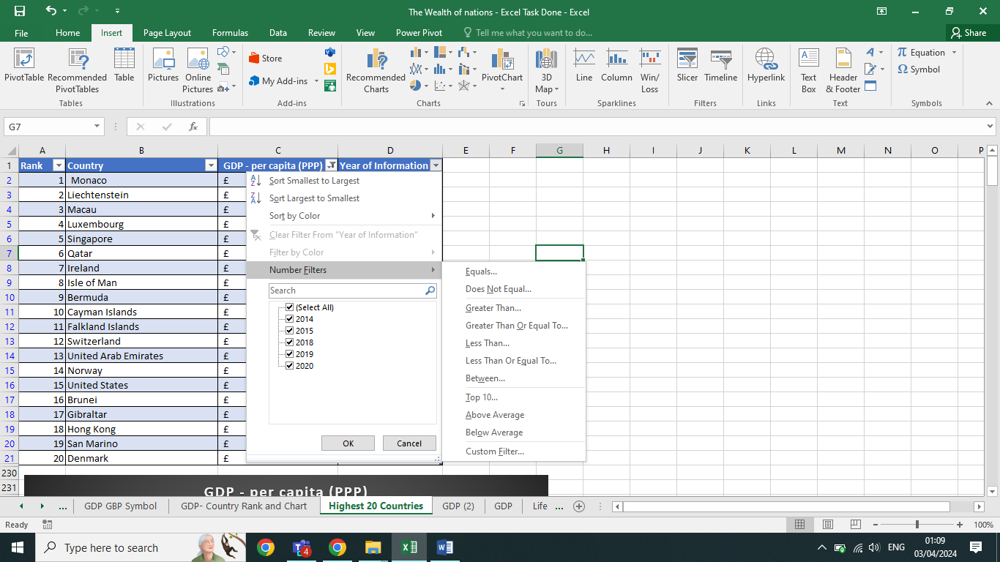 The Wealth of nations - Excel Task Done - Excel
File Home Insert Page Layout Formulas Data Review View Power Pivot Tell me what you want to do... Share
PivotTable Recommended PivotTables Table
Tables
Pictures Online Pictures
Illustrations
Store
My Add-ins
Add-ins
Recommended Charts
PivotChart
Charts
3D Map
Tours
Line Column Win/Loss
Sparklines
Slicer Timeline
Filters
Hyperlink
Links
Text Box Header & Footer
Text
Equation
Symbol
Symbols
G7 fx
A B C D E F G H I J K L M N O P
1 Rank Country GDP - per capita (PPP) Year of Information
2 1 Monaco £
3 2 Liechtenstein £
4 3 Macau £
5 4 Luxembourg £
6 5 Singapore £
7 6 Qatar £
8 7 Ireland £
9 8 Isle of Man £
10 9 Bermuda £
11 10 Cayman Islands £
12 11 Falkland Islands £
13 12 Switzerland £
14 13 United Arab Emirates £
15 14 Norway £
16 15 United States £
17 16 Brunei £
18 17 Gibraltar £
19 18 Hong Kong £
20 19 San Marino £
21 20 Denmark £
230
231
Sort Smallest to Largest
Sort Largest to Smallest
Sort by Color
Clear Filter From "Year of Information"
Filter by Color
Number Filters
Search
(Select All)
2014
2015
2018
2019
2020
OK Cancel
Equals...
Does Not Equal...
Greater Than...
Greater Than Or Equal To...
Less Than...
Less Than Or Equal To...
Between...
Top 10...
Above Average
Below Average
Custom Filter...
GDP - per capita (PPP)
... GDP GBP Symbol GDP- Country Rank and Chart Highest 20 Countries GDP (2) GDP Life ...
Ready 100%
Type here to search 4 ENG 01:09
03/04/2024